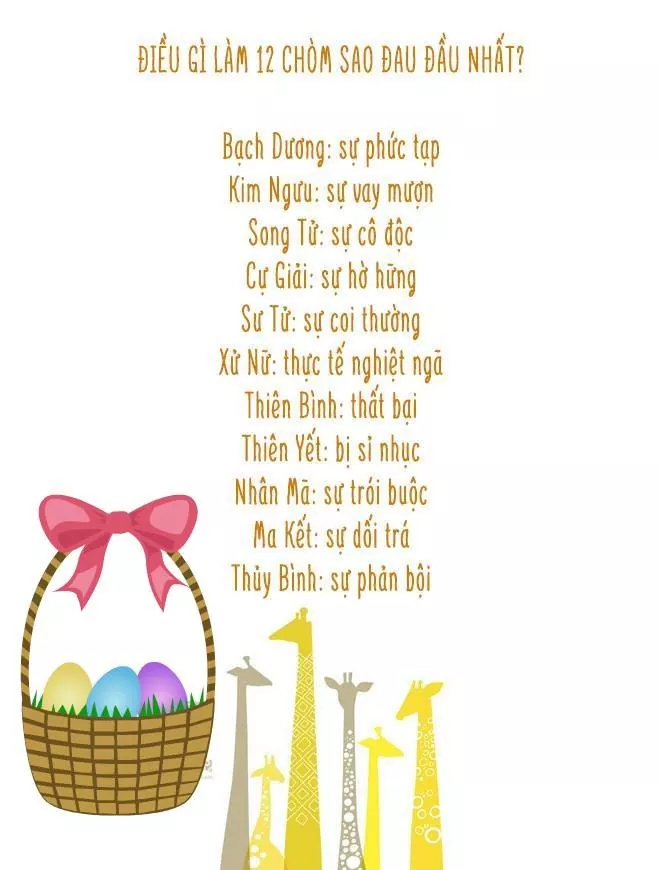 ĐIỀU GÌ LÀM 12 CHÒM SAO ĐAU ĐẦU NHẤT?
Bạch Dương: sự phức tạp
Kim Ngưu: sự vay mượn
Song Tử: sự cô độc
Cự Giải: sự hờ hững
Sư Tử: sự coi thường
Xử Nữ: thực tế nghiệt ngã
Thiên Bình: thất bại
Thiên Yết: bị sỉ nhục
Nhân Mã: sự trói buộc
Ma Kết: sự dối trá
Thủy Bình: sự phản bội